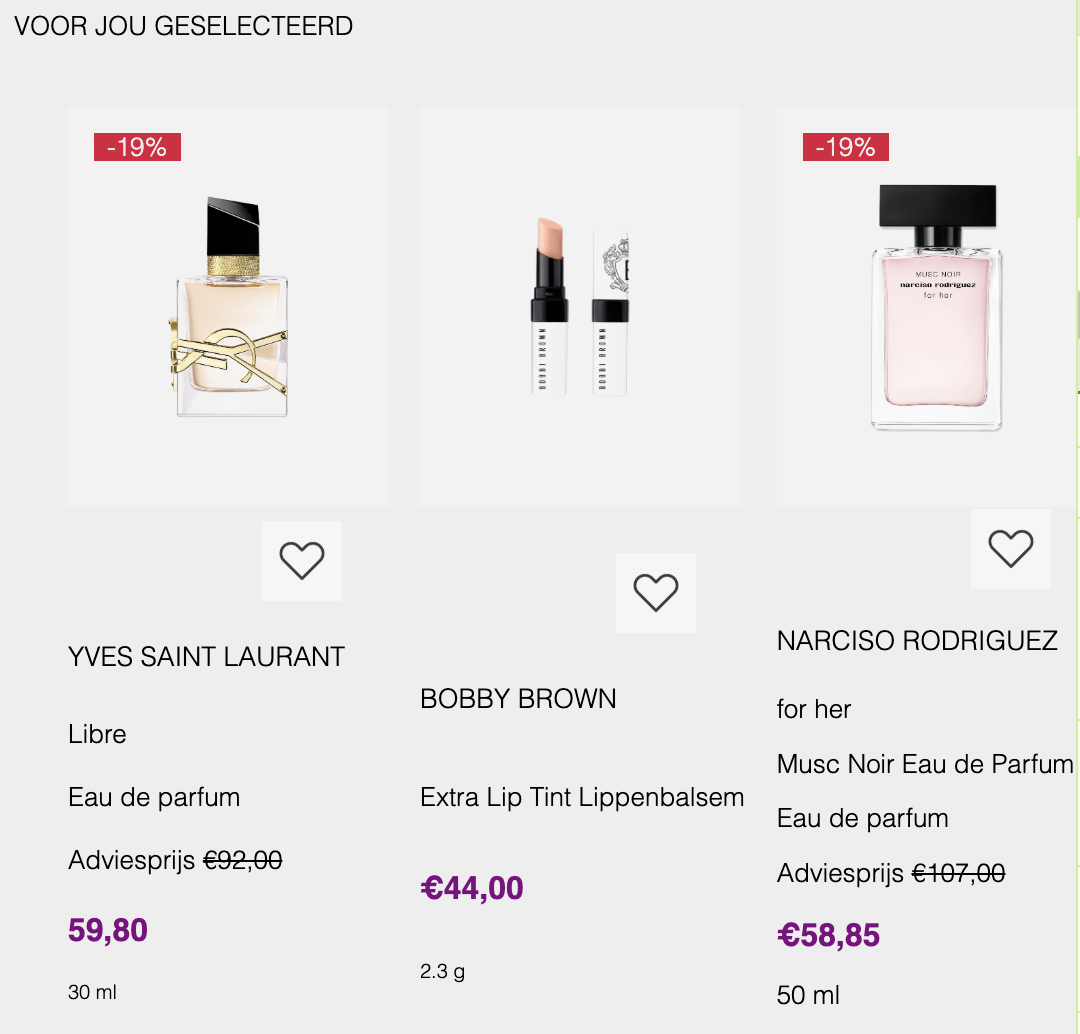 VOOR JOU GESELECTEERD
-19%
YVES SAINT LAURANT
Libre
Eau de parfum
Adviesprijs €92,00
59,80
30 ml
BOBBI BROWN
BOBBI BROWN
BOBBY BROWN
Extra Lip Tint Lippenbalsem
€44,00
2.3 g
-19%
MUSC NOIR
narciso rodriguez
for her
NARCISO RODRIGUEZ
for her
Musc Noir Eau de Parfum
Eau de parfum
Adviesprijs €107,00
€58,85
50 ml